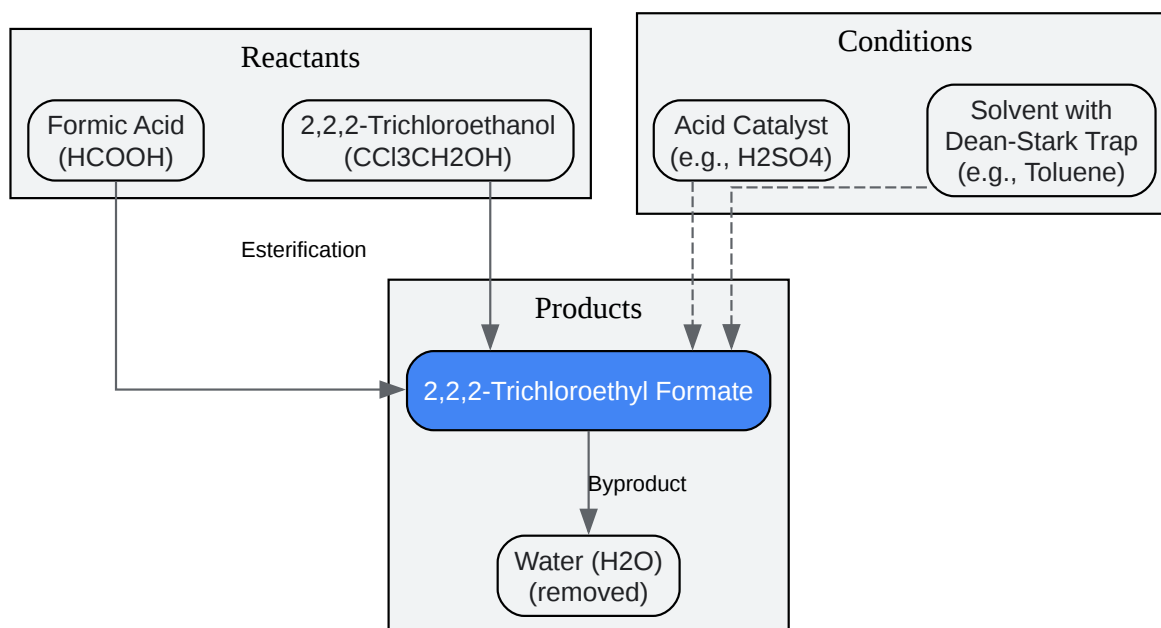 Reactants
Conditions
Formic Acid
(HCOOH)
2,2,2-Trichloroethanol
(CCl3CH2OH)
Acid Catalyst
(e.g., H2SO4)
Solvent with
Dean-Stark Trap
(e.g., Toluene)
Esterification
Products
2,2,2-Trichloroethyl Formate
Byproduct
Water (H2O)
(removed)